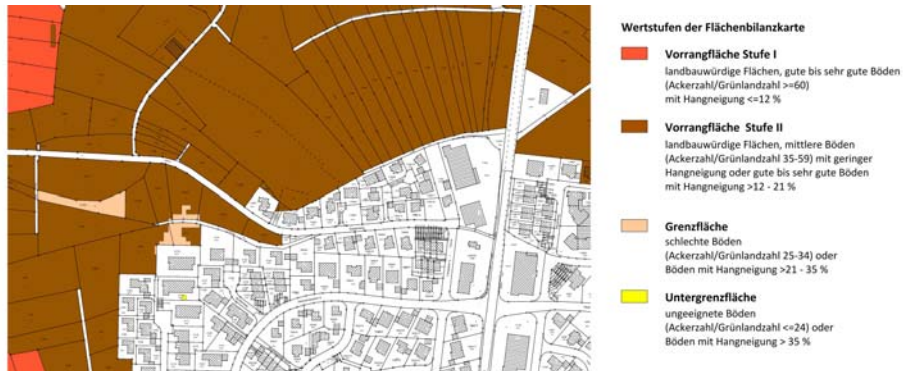 Wertstufen der Flächenbilanzkarte
Vorrangfläche Stufe I
landbauwürdige Flächen, gute bis sehr gute Böden
(Ackerzahl/Grünlandzahl >=60)
mit Hangneigung <=12 %
Vorrangfläche Stufe II
landbauwürdige Flächen, mittlere Böden
(Ackerzahl/Grünlandzahl 35-59) mit geringer
Hangneigung oder gute bis sehr gute Böden
mit Hangneigung >12 - 21 %
Grenzfläche
schlechte Böden
(Ackerzahl/Grünlandzahl 25-34) oder
Böden mit Hangneigung >21 - 35 %
Untergrenzfläche
ungeeignete Böden
(Ackerzahl/Grünlandzahl <=24) oder
Böden mit Hangneigung > 35 %